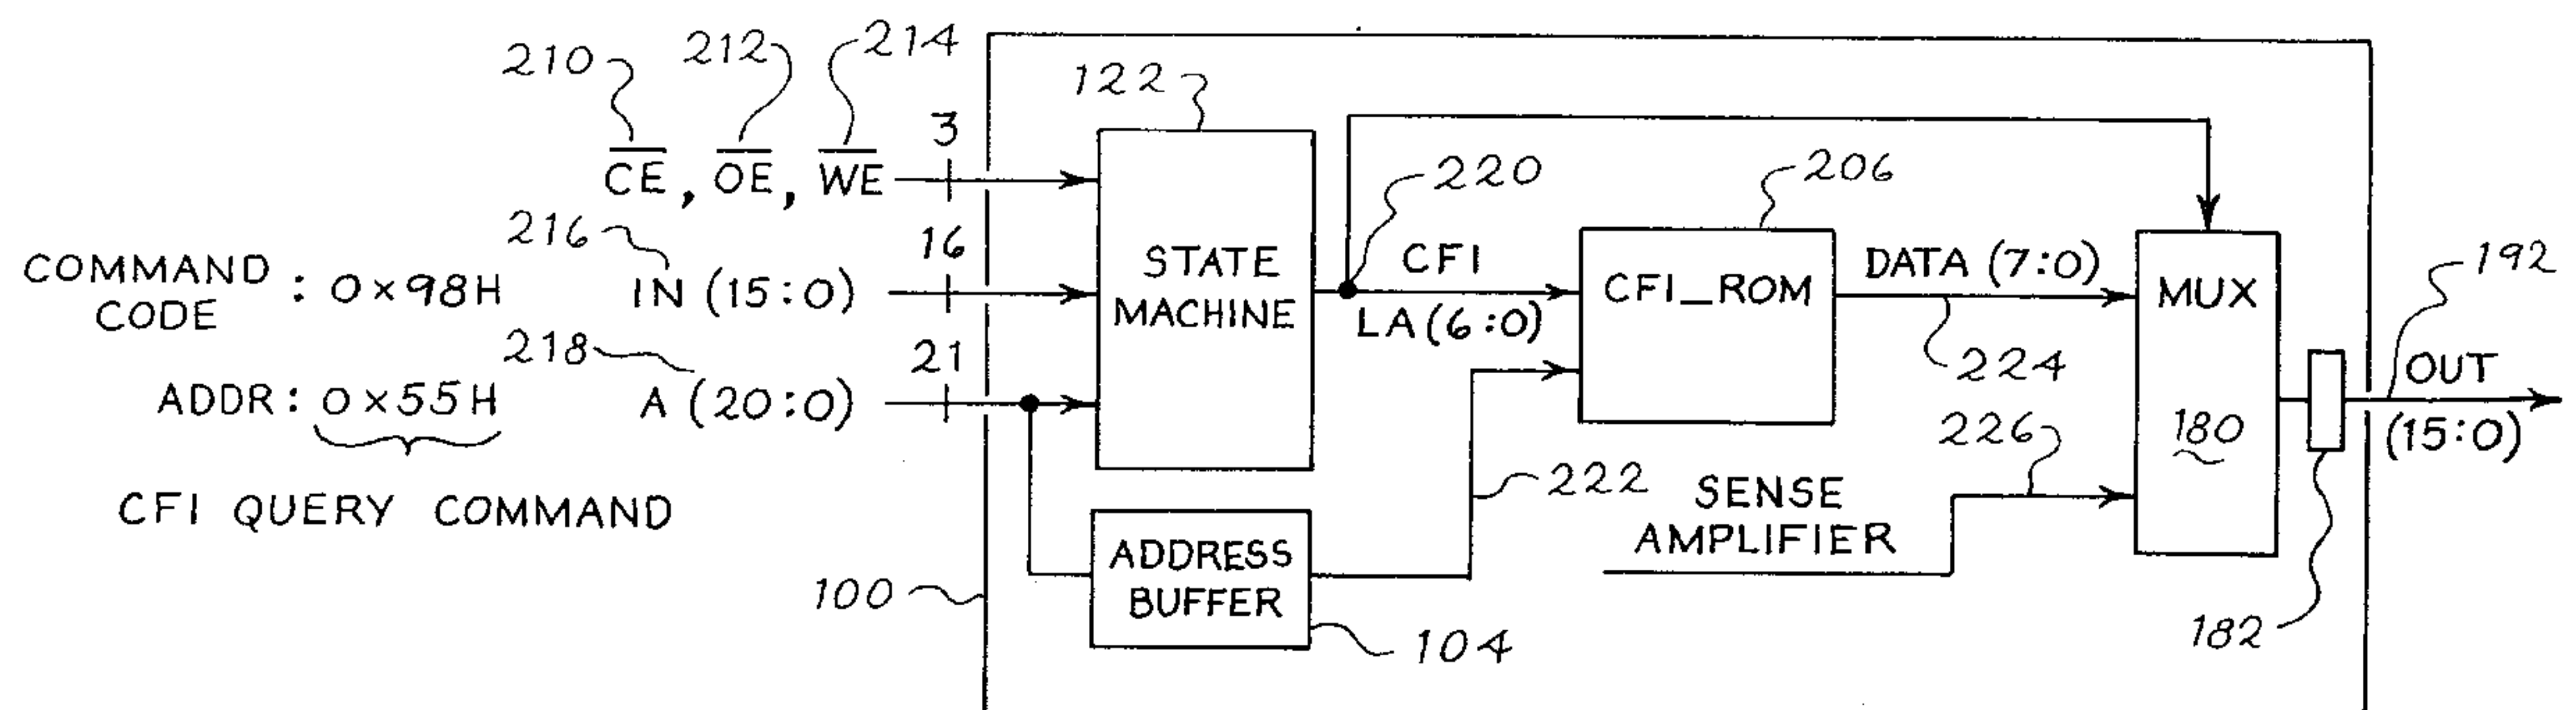 210
212
214
3
122
CE, OE, WE
220
206
216
16
CFI
DATA (7:0)
192
COMMAND CODE : 0x98H
IN (15:0)
STATE
MACHINE
LA (6:0)
CFI_ROM
MUX
218
21
224
OUT
ADDR: 0x55H
A (20:0)
226
180
(15:0)
CFI QUERY COMMAND
222
SENSE
AMPLIFIER
100
ADDRESS
BUFFER
104
182